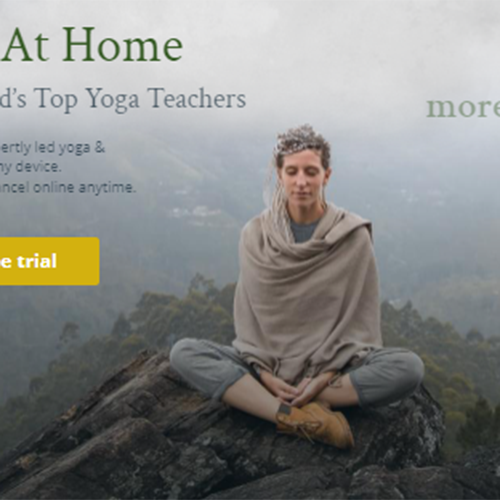 At Home
d's Top Yoga Teachers
more
ertly led yoga &
ny device.
ancel online anytime.
e trial